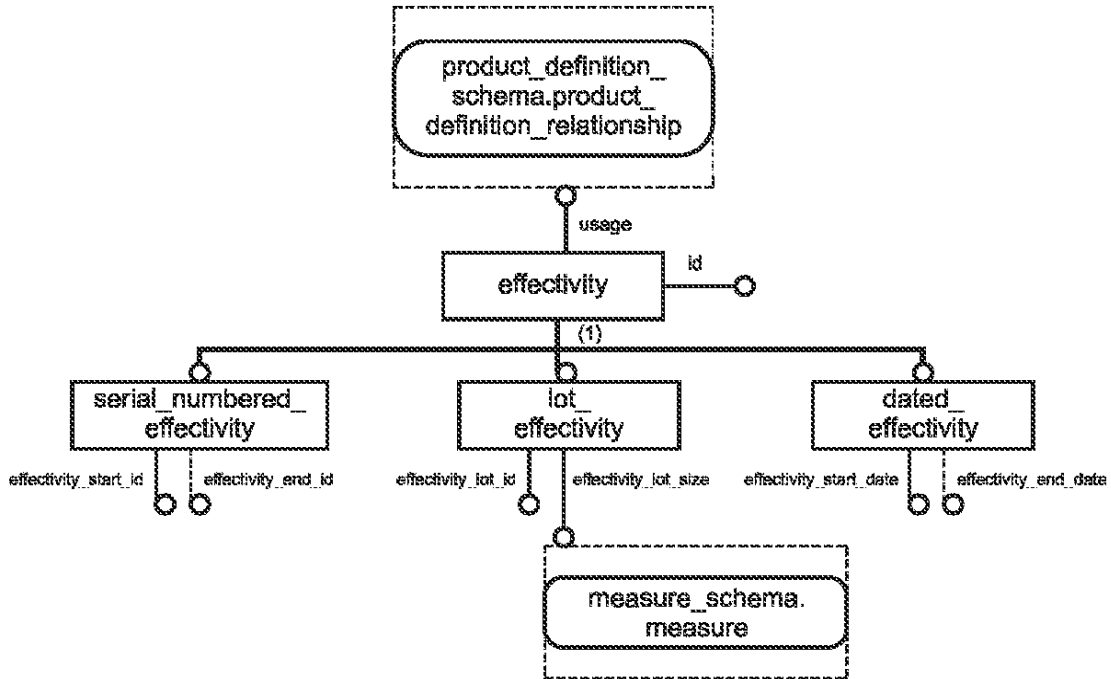 product_definition_
schema.product_
definition_relationship
usage
effectivity
id
(1)
serial_numbered_
effectivity
lot_
effectivity
dated_
effectivity
effectivity_start_id
effectivity_end_id
effectivity_lot_id
effectivity_lot_size
effectivity_start_date
effectivity_end_date
measure_schema.
measure